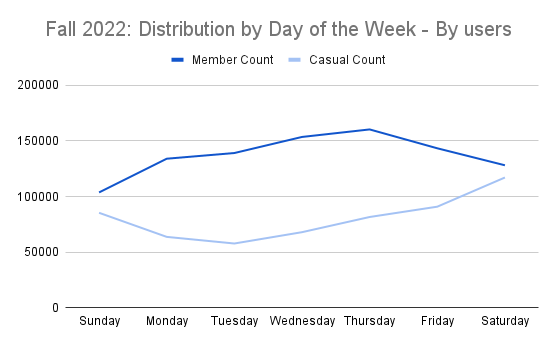 Fall 2022: Distribution by Day of the Week - By users
Member Count Casual Count
200000
150000
100000
50000
0
Sunday Monday Tuesday Wednesday Thursday Friday Saturday